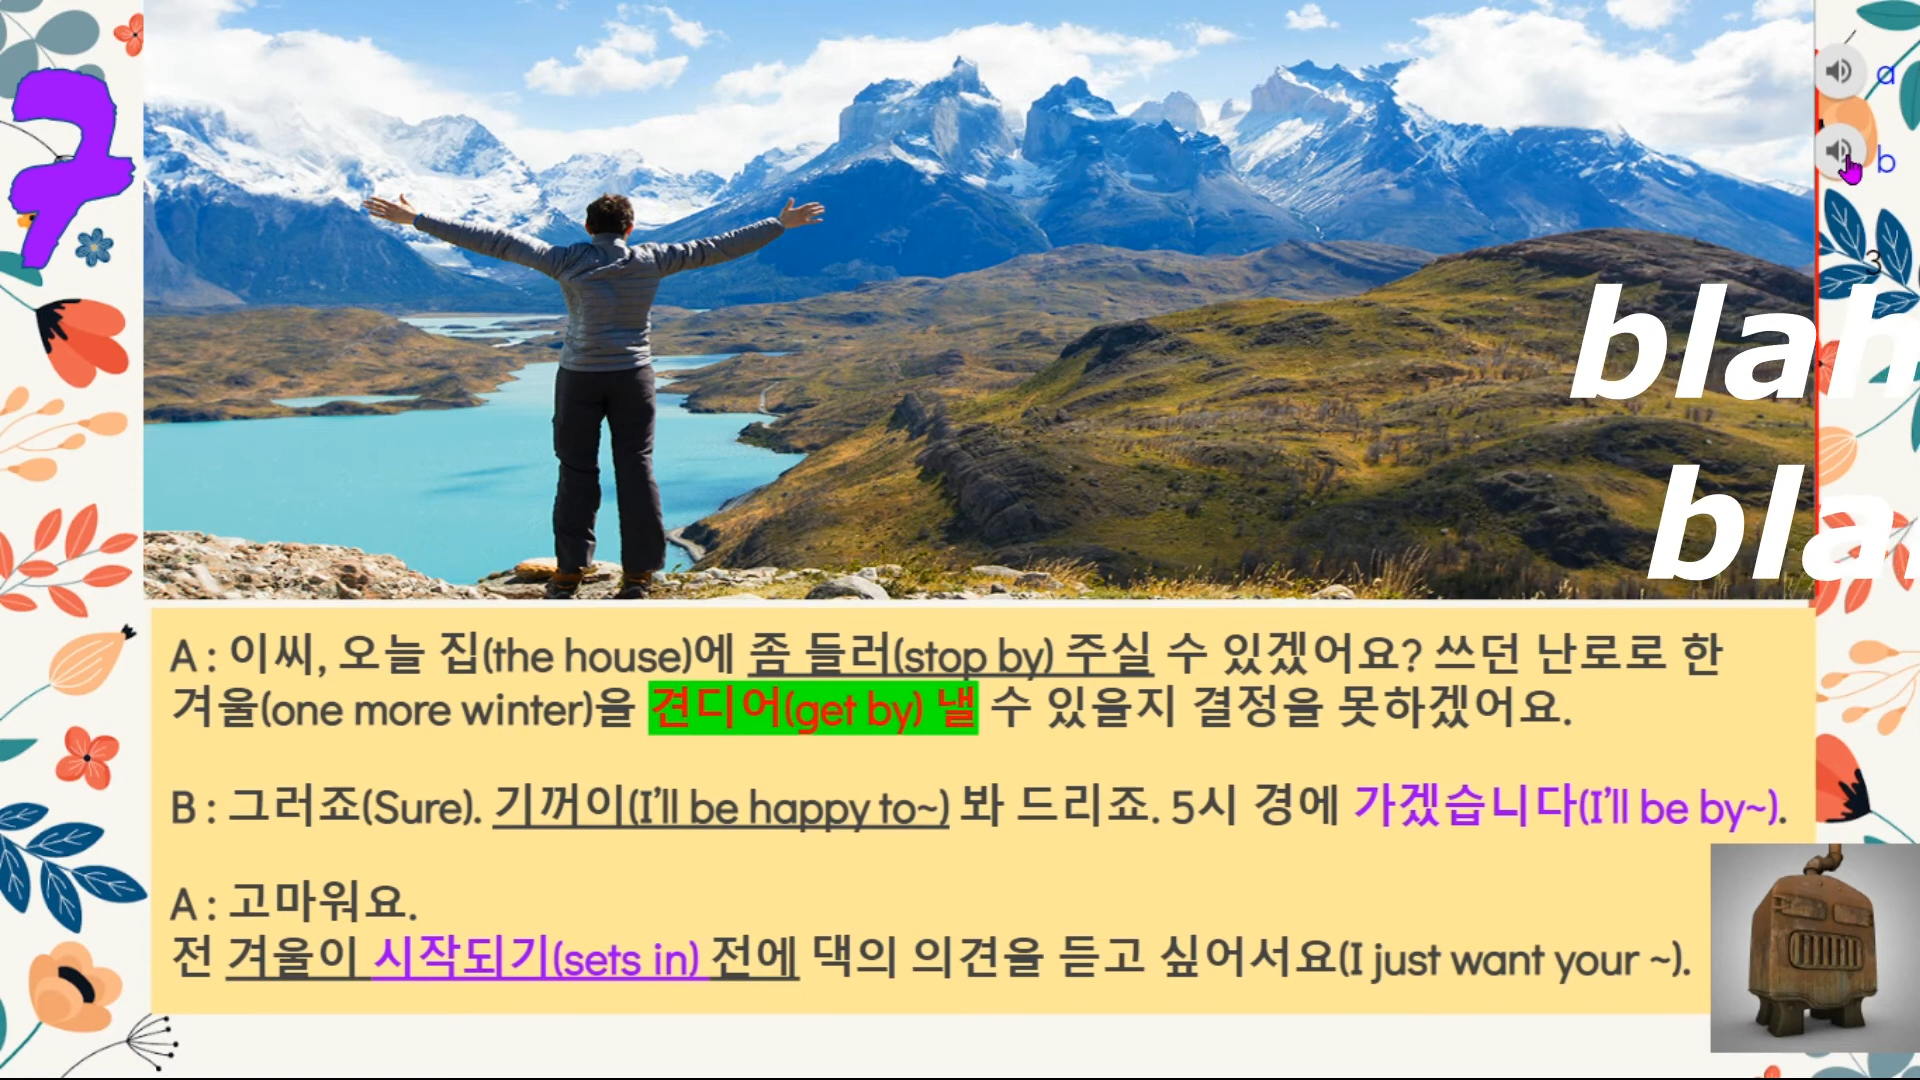 7
a
b
3
blah
bla
A : 이씨, 오늘 집(the house)에 좀 들러(stop by) 주실 수 있겠어요? 쓰던 난로로 한
겨울(one more winter)을 견디어(get by) 낼 수 있을지 결정을 못하겠어요.
B : 그러죠(Sure). 기꺼이(I'll be happy to~) 봐 드리죠. 5시 경에 가겠습니다(I'll be by~).
A : 고마워요.
전 겨울이 시작되기(sets in) 전에 댁의 의견을 듣고 싶어서요(I just want your ~).